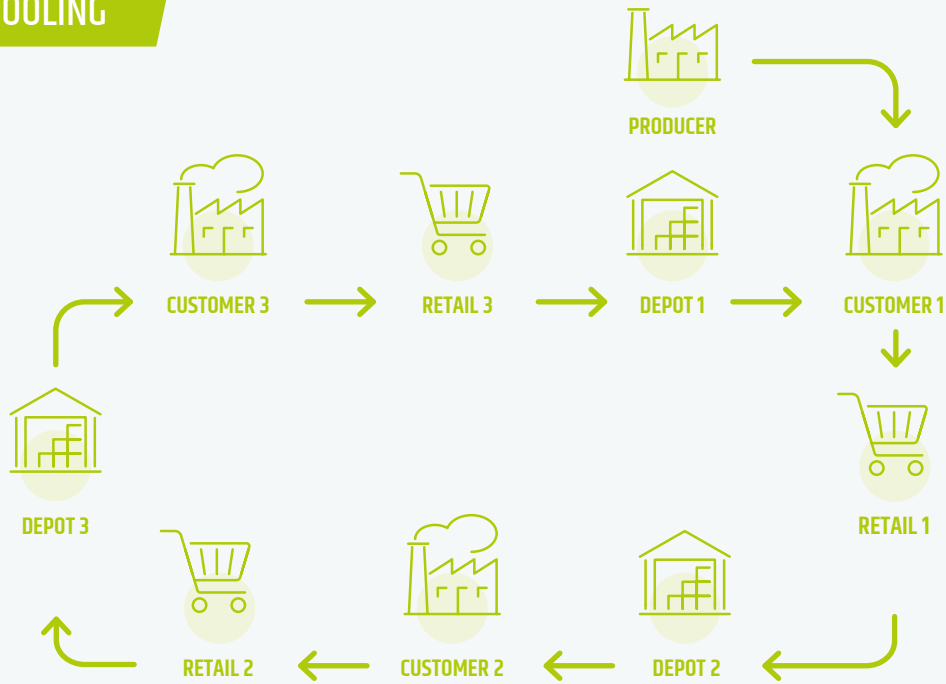 OOLING
PRODUCER
CUSTOMER 3
RETAIL 3
DEPOT 1
CUSTOMER 1
DEPOT 3
RETAIL 1
RETAIL 2
CUSTOMER 2
DEPOT 2